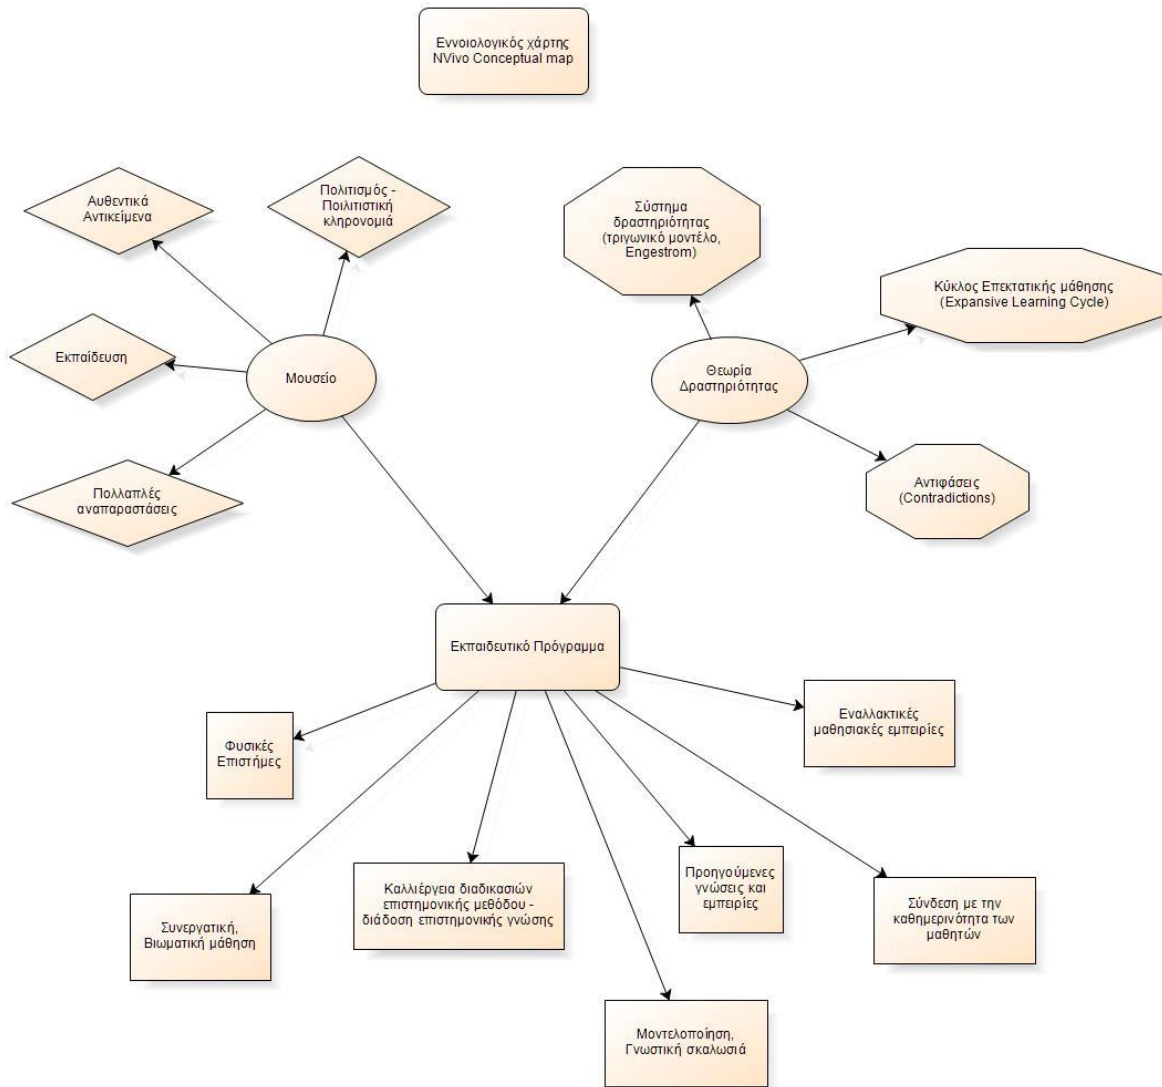 Εννοιολογικός χάρτης
NVivo Conceptual map
Αυθεντικά
Αντικείμενα
Πολιτισμός -
Ποιλιτιστική
κληρονομιά
Σύστημα
δραστηριότητας
(τριγωνικό μοντέλο,
Engestrom)
Κύκλος Επεκτατικής μάθησης
(Expansive Learning Cycle)
Εκπαίδευση
Μουσείο
Θεωρία
Δραστηριότητας
Πολλαπλές
αναπαραστάσεις
Αντιφάσεις
(Contradictions)
Εκπαιδευτικό Πρόγραμμα
Φυσικές
Επιστήμες
Εναλλακτικές
μαθησιακές εμπειρίες
Συνεργατική,
Βιωματική μάθηση
Καλλιέργεια διαδικασιών
επιστημονικής μεθόδου -
διάδοση επιστημονικής γνώσης
Προηγούμενες
γνώσεις και
εμπειρίες
Σύνδεση με την
καθημερινότητα των
μαθητών
Μοντελοποίηση,
Γνωστική σκαλωσιά